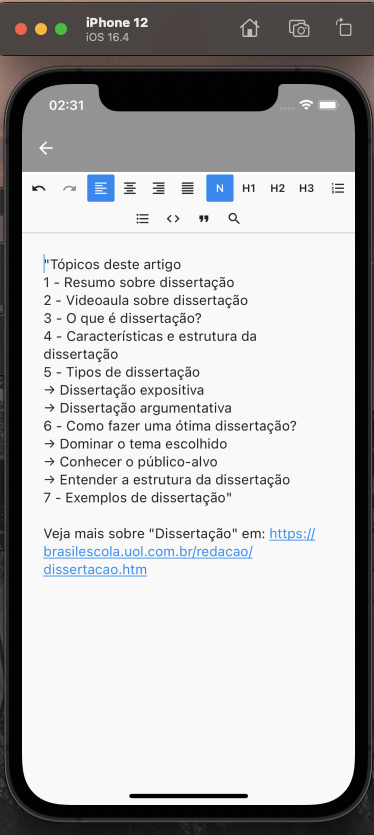 iPhone 12
iOS 16.4
02:31
N H1 H2 H3
"Tópicos deste artigo
1 - Resumo sobre dissertação
2 - Videoaula sobre dissertação
3 - O que é dissertação?
4 - Características e estrutura da
dissertação
5 - Tipos de dissertação
→ Dissertação expositiva
→ Dissertação argumentativa
6 - Como fazer uma ótima dissertação?
→ Dominar o tema escolhido
→ Conhecer o público-alvo
→ Entender a estrutura da dissertação
7 - Exemplos de dissertação"
Veja mais sobre "Dissertação" em: https://
brasilescola.uol.com.br/redacao/
dissertacao.htm